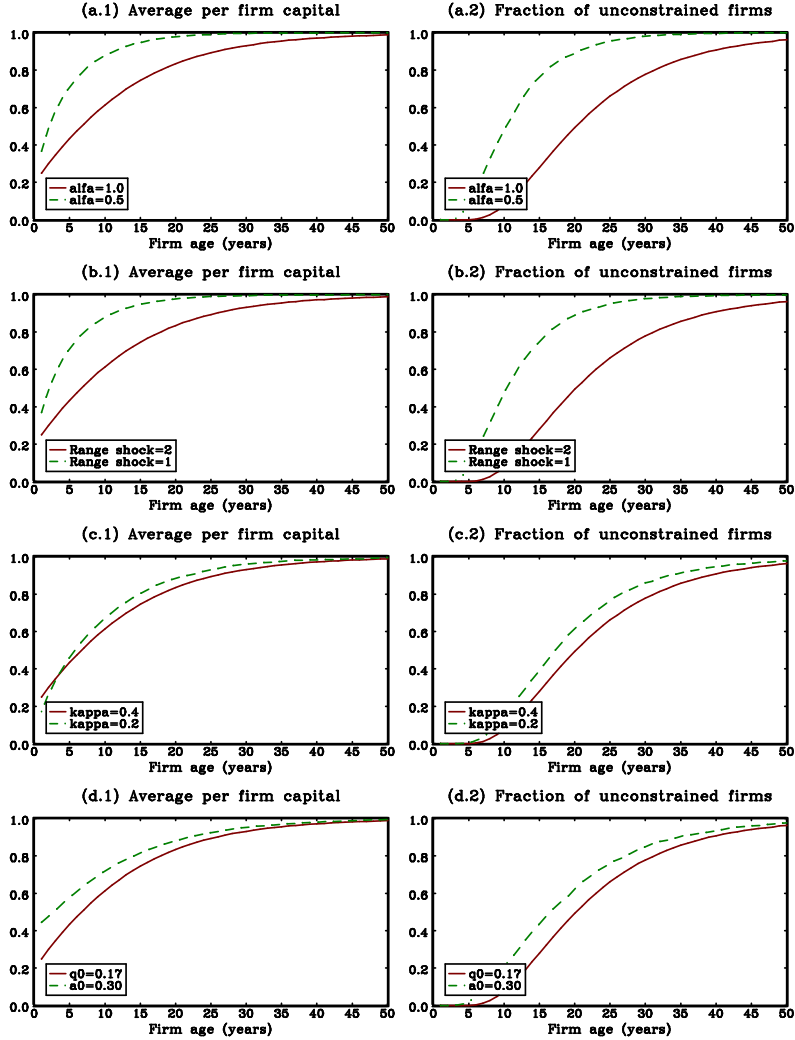 (a.1) Average per firm capital
1.0
0.8
0.6
0.4
0.2
0.0
alfa=1.0
alfa=0.5
0 5 10 15 20 25 30 35 40 45 50
Firm age (years)
(a.2) Fraction of unconstrained firms
1.0
0.8
0.6
0.4
0.2
0.0
alfa=1.0
alfa=0.5
0 5 10 15 20 25 30 35 40 45 50
Firm age (years)
(b.1) Average per firm capital
1.0
0.8
0.6
0.4
0.2
0.0
Range shock=2
Range shock=1
0 5 10 15 20 25 30 35 40 45 50
Firm age (years)
(b.2) Fraction of unconstrained firms
1.0
0.8
0.6
0.4
0.2
0.0
Range shock=2
Range shock=1
0 5 10 15 20 25 30 35 40 45 50
Firm age (years)
(c.1) Average per firm capital
1.0
0.8
0.6
0.4
0.2
0.0
kappa=0.4
kappa=0.2
0 5 10 15 20 25 30 35 40 45 50
Firm age (years)
(c.2) Fraction of unconstrained firms
1.0
0.8
0.6
0.4
0.2
0.0
kappa=0.4
kappa=0.2
0 5 10 15 20 25 30 35 40 45 50
Firm age (years)
(d.1) Average per firm capital
1.0
0.8
0.6
0.4
0.2
0.0
q0=0.17
a0=0.30
0 5 10 15 20 25 30 35 40 45 50
Firm age (years)
(d.2) Fraction of unconstrained firms
1.0
0.8
0.6
0.4
0.2
0.0
q0=0.17
a0=0.30
0 5 10 15 20 25 30 35 40 45 50
Firm age (years)